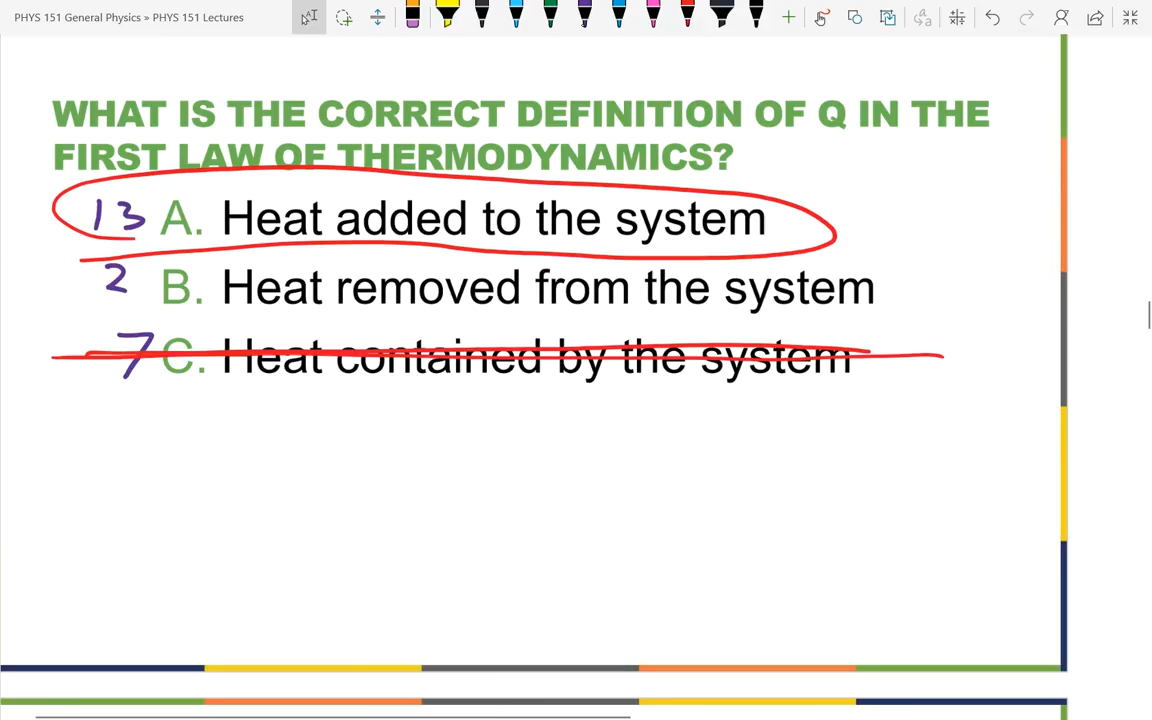 PHYS 151 General Physics » PHYS 151 Lectures
WHAT IS THE CORRECT DEFINITION OF Q IN THE
FIRST LAW OF THERMODYNAMICS?
13 A. Heat added to the system
2 B. Heat removed from the system
7 C. Heat contained by the system